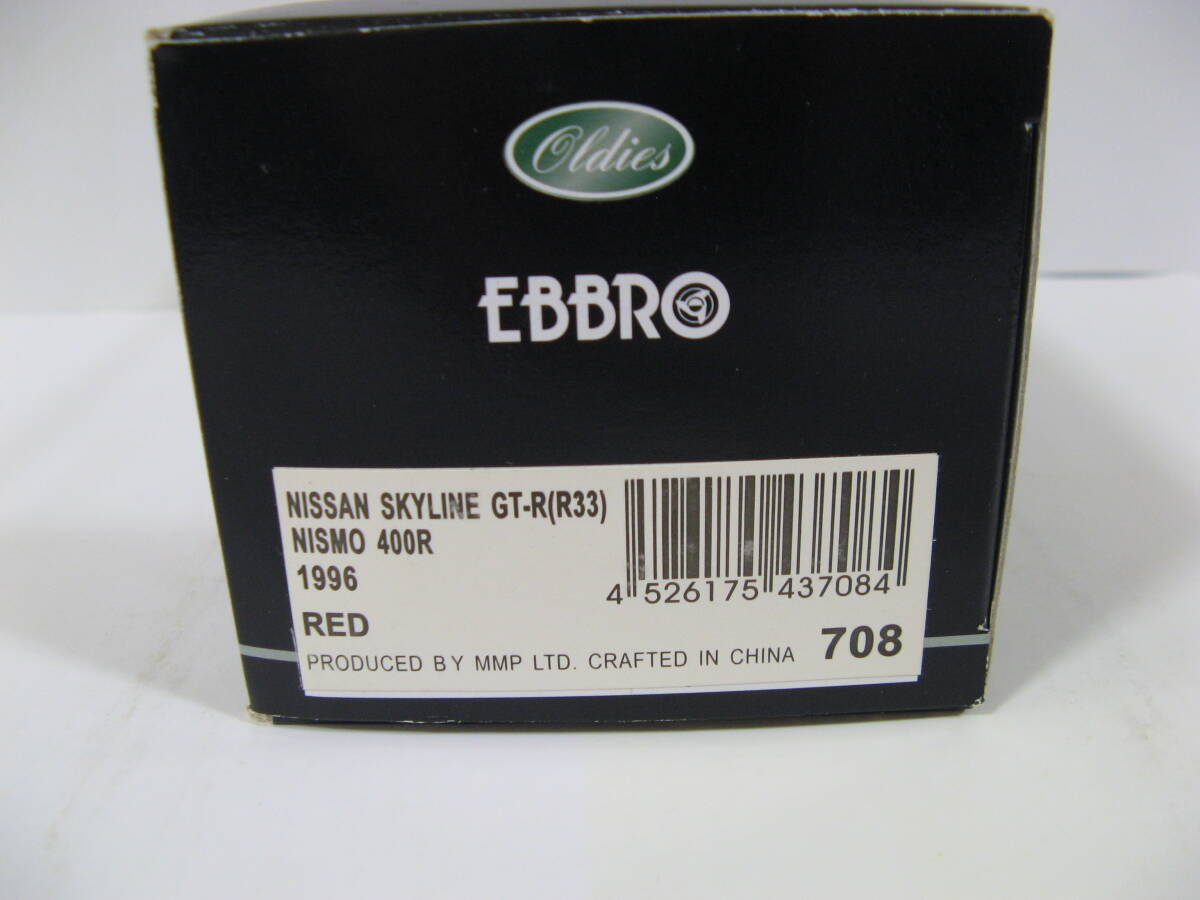 Oldies
EBBRO
NISSAN SKYLINE GT-R(R33)
NISMO 400R
1996
RED
4 526175 437084
PRODUCED BY MMP LTD. CRAFTED IN CHINA 708